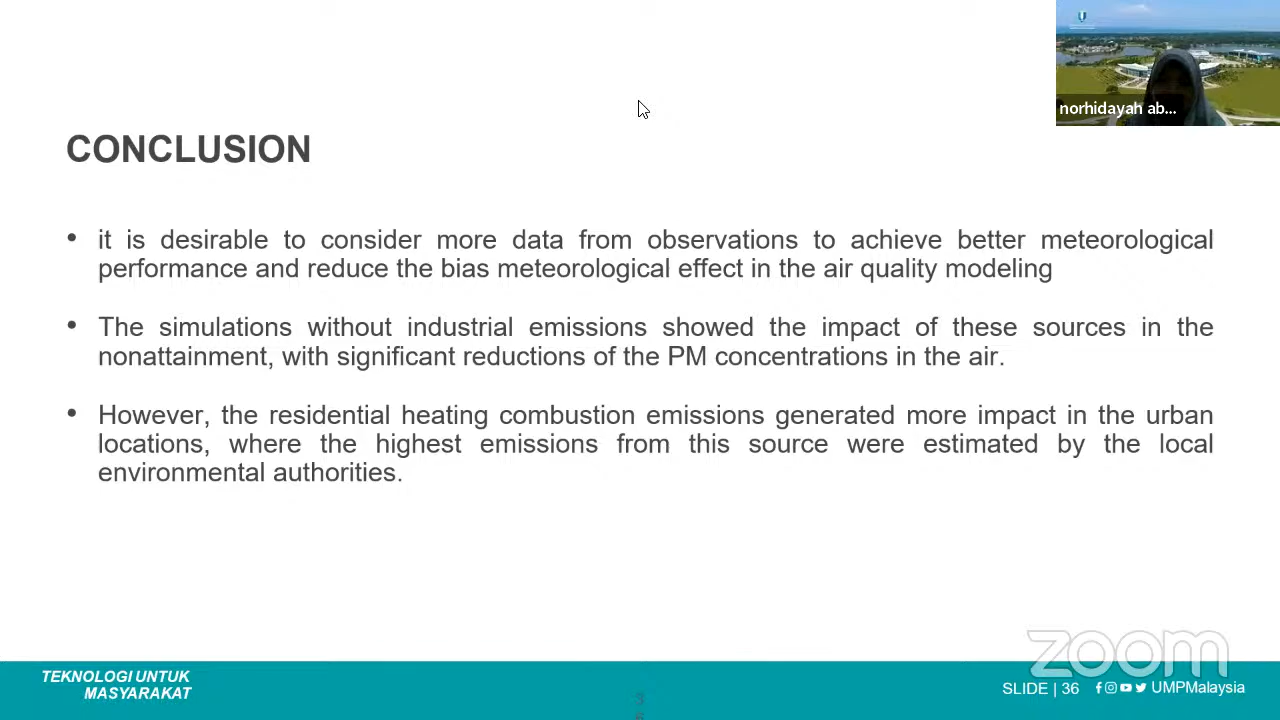 norhidayah ab...
CONCLUSION
• it is desirable to consider more data from observations to achieve better meteorological
performance and reduce the bias meteorological effect in the air quality modeling
• The simulations without industrial emissions showed the impact of these sources in the
nonattainment, with significant reductions of the PM concentrations in the air.
• However, the residential heating combustion emissions generated more impact in the urban
locations, where the highest emissions from this source were estimated by the local
environmental authorities.
zoom
TEKNOLOGI UNTUK
MASYARAKAT
SLIDE | 36
UMPMalaysia
3
6